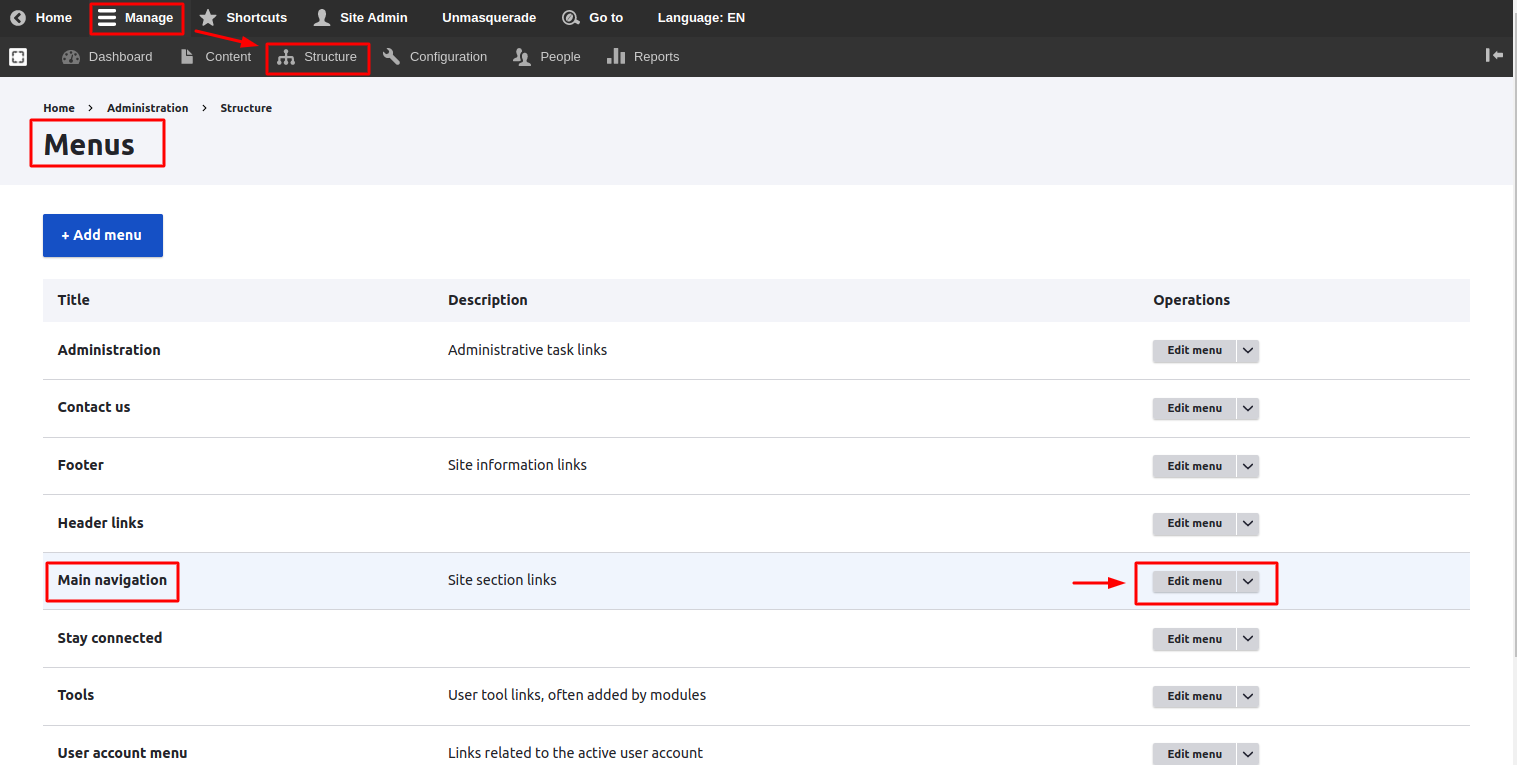 Home Manage Shortcuts Site Admin Unmasquerade Go to Language: EN
Dashboard Content Structure Configuration People Reports
Home > Administration > Structure
Menus
+ Add menu
Title Description Operations
Administration Administrative task links Edit menu
Contact us Edit menu
Footer Site information links Edit menu
Header links Edit menu
Main navigation Site section links Edit menu
Stay connected Edit menu
Tools User tool links, often added by modules Edit menu
User account menu Links related to the active user account Edit menu